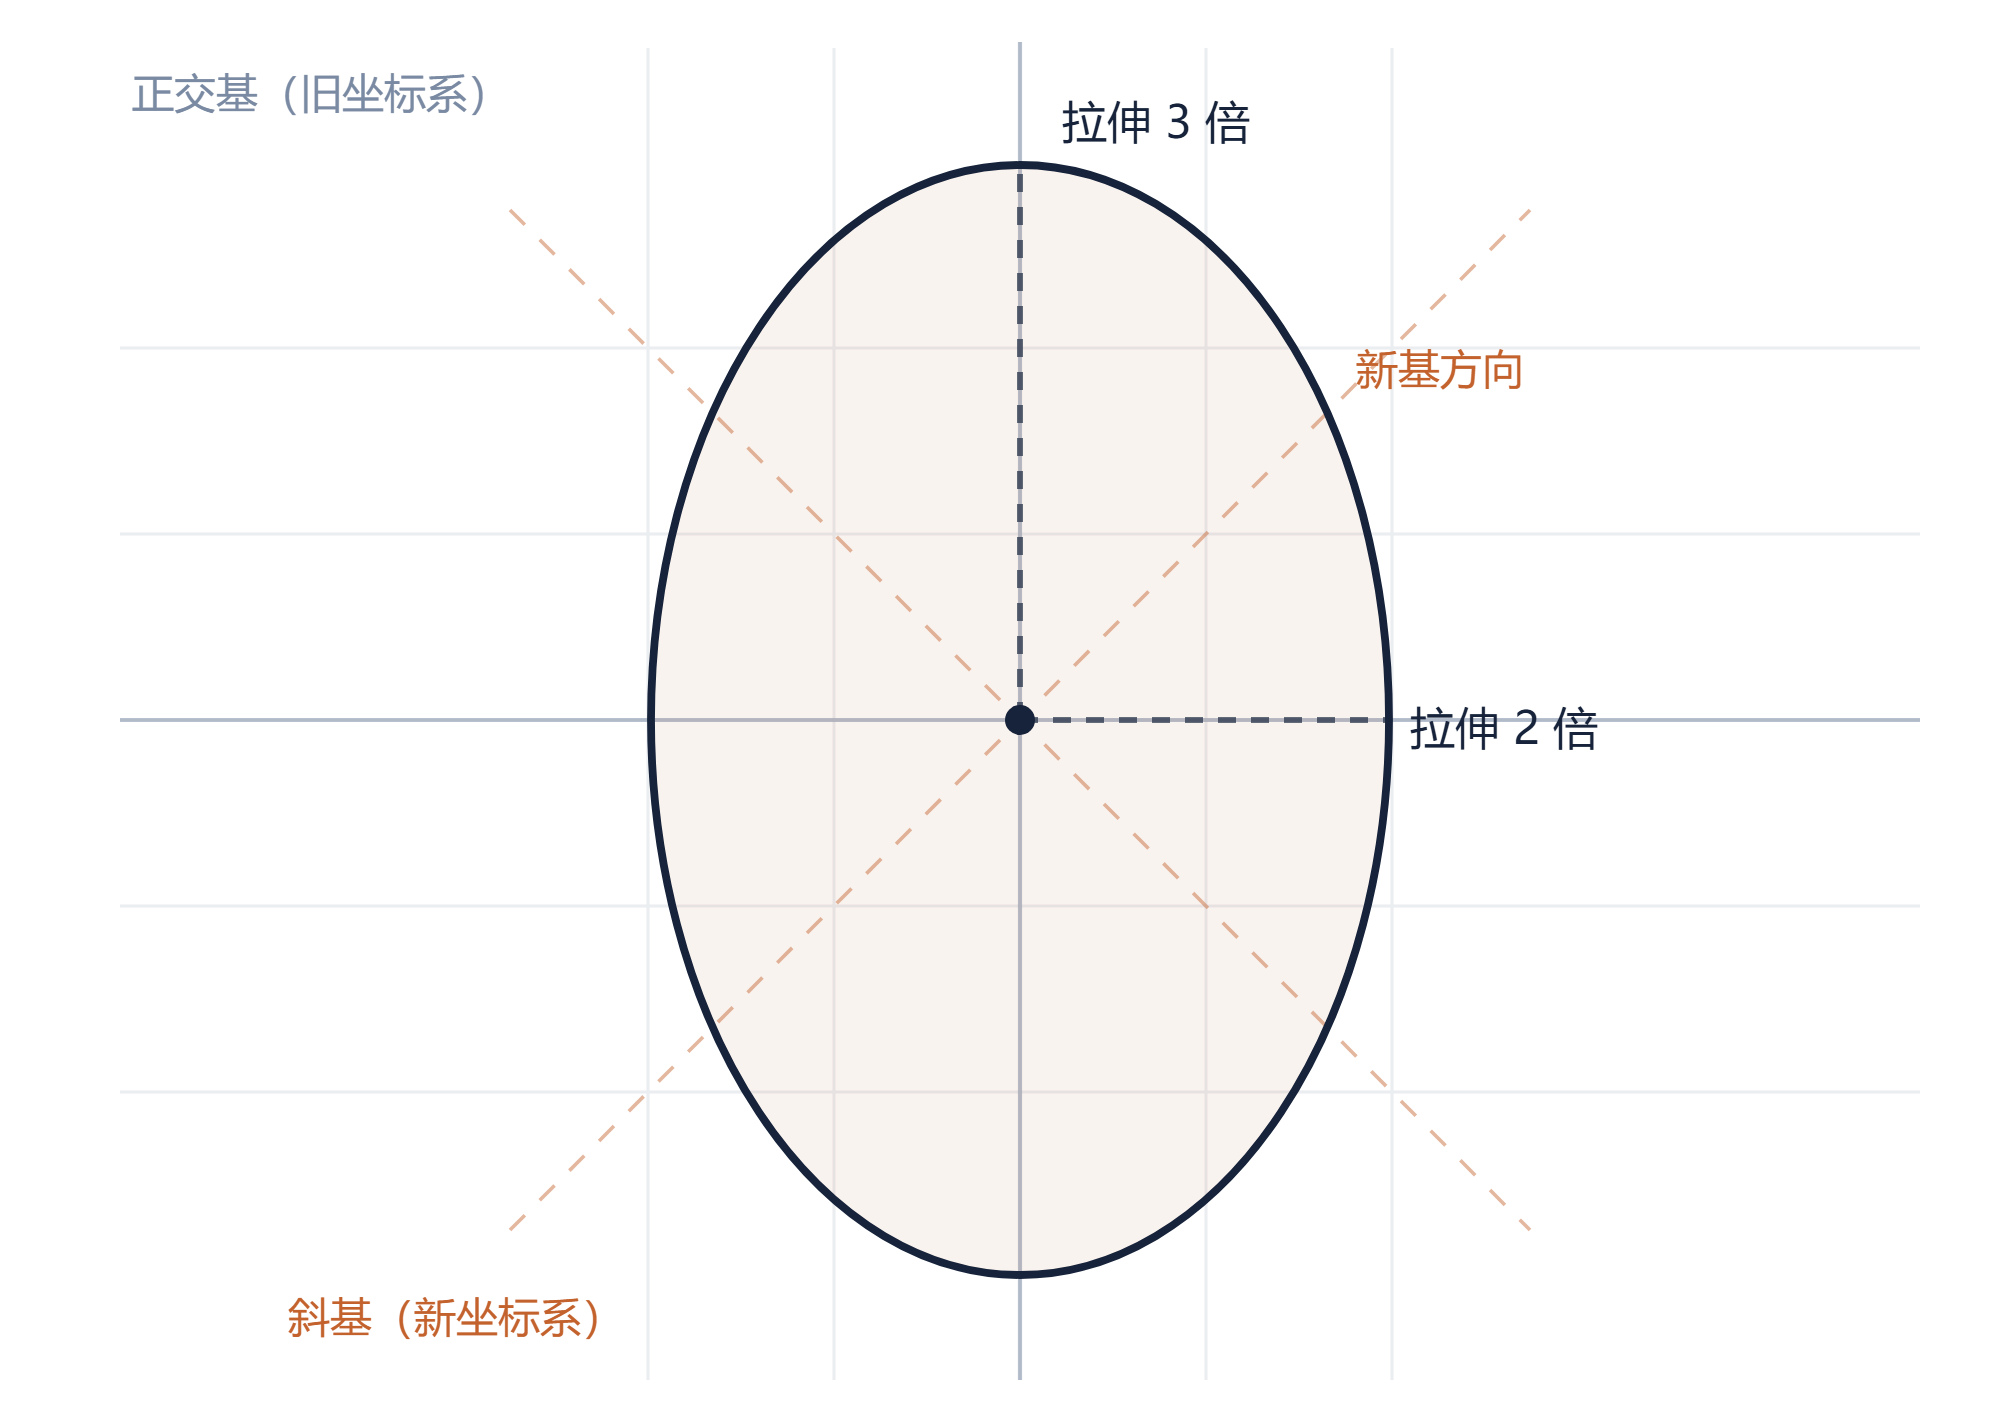 正交基（旧坐标系）
拉伸 3 倍
新基方向
拉伸 2 倍
斜基（新坐标系）